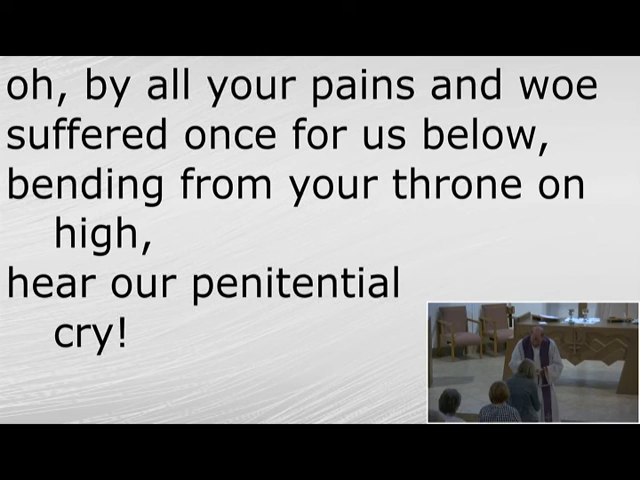 oh, by all your pains and woe
suffered once for us below,
bending from your throne on
high,
hear our penitential
cry!